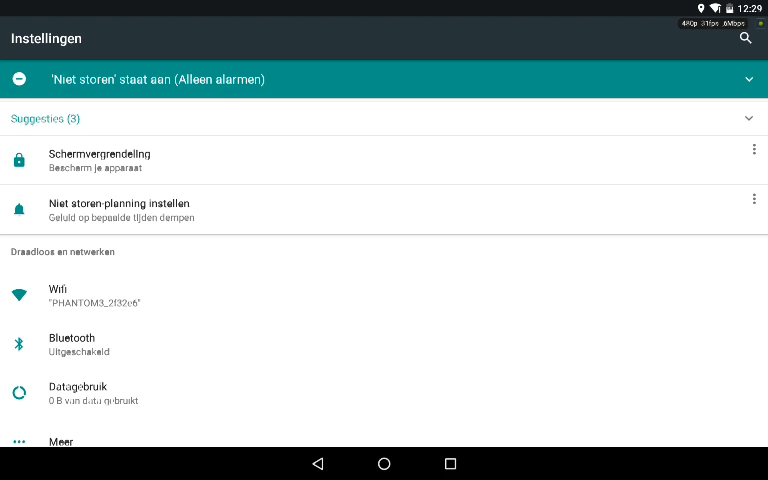 12:29
480p 31fps .6Mbps
Instellingen
'Niet storen' staat aan (Alleen alarmen)
Suggesties (3)
Schermvergrendeling
Bescherm je apparaat
Niet storen-planning instellen
Geluid op bepaalde tijden dempen
Draadloos en netwerken
Wifi
"PHANTOM3_2f32e6"
Bluetooth
Uitgeschakeld
Datagebruik
0 B van data gebruikt
Meer